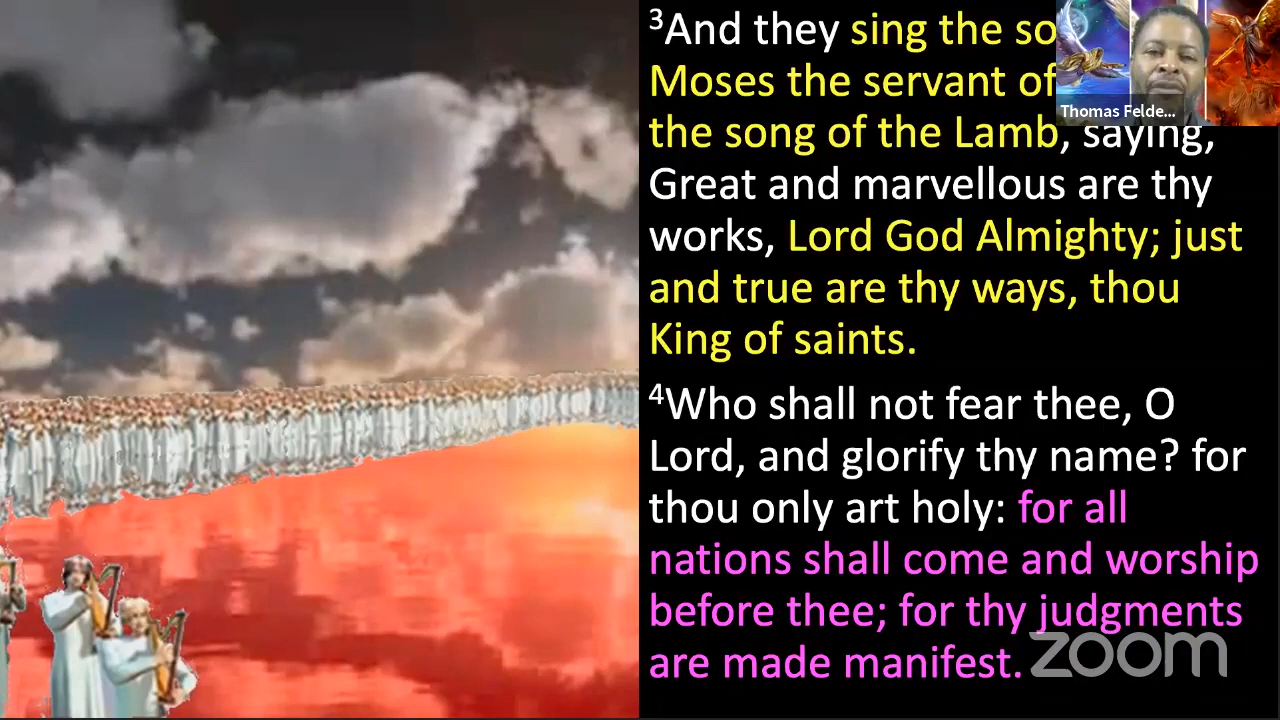 ³And they sing the so
Moses the servant of
the song of the Lamb, saying,
Great and marvellous are thy
works, Lord God Almighty; just
and true are thy ways, thou
King of saints.
⁴Who shall not fear thee, O
Lord, and glorify thy name? for
thou only art holy: for all
nations shall come and worship
before thee; for thy judgments
are made manifest.
Thomas Felde...
zoom